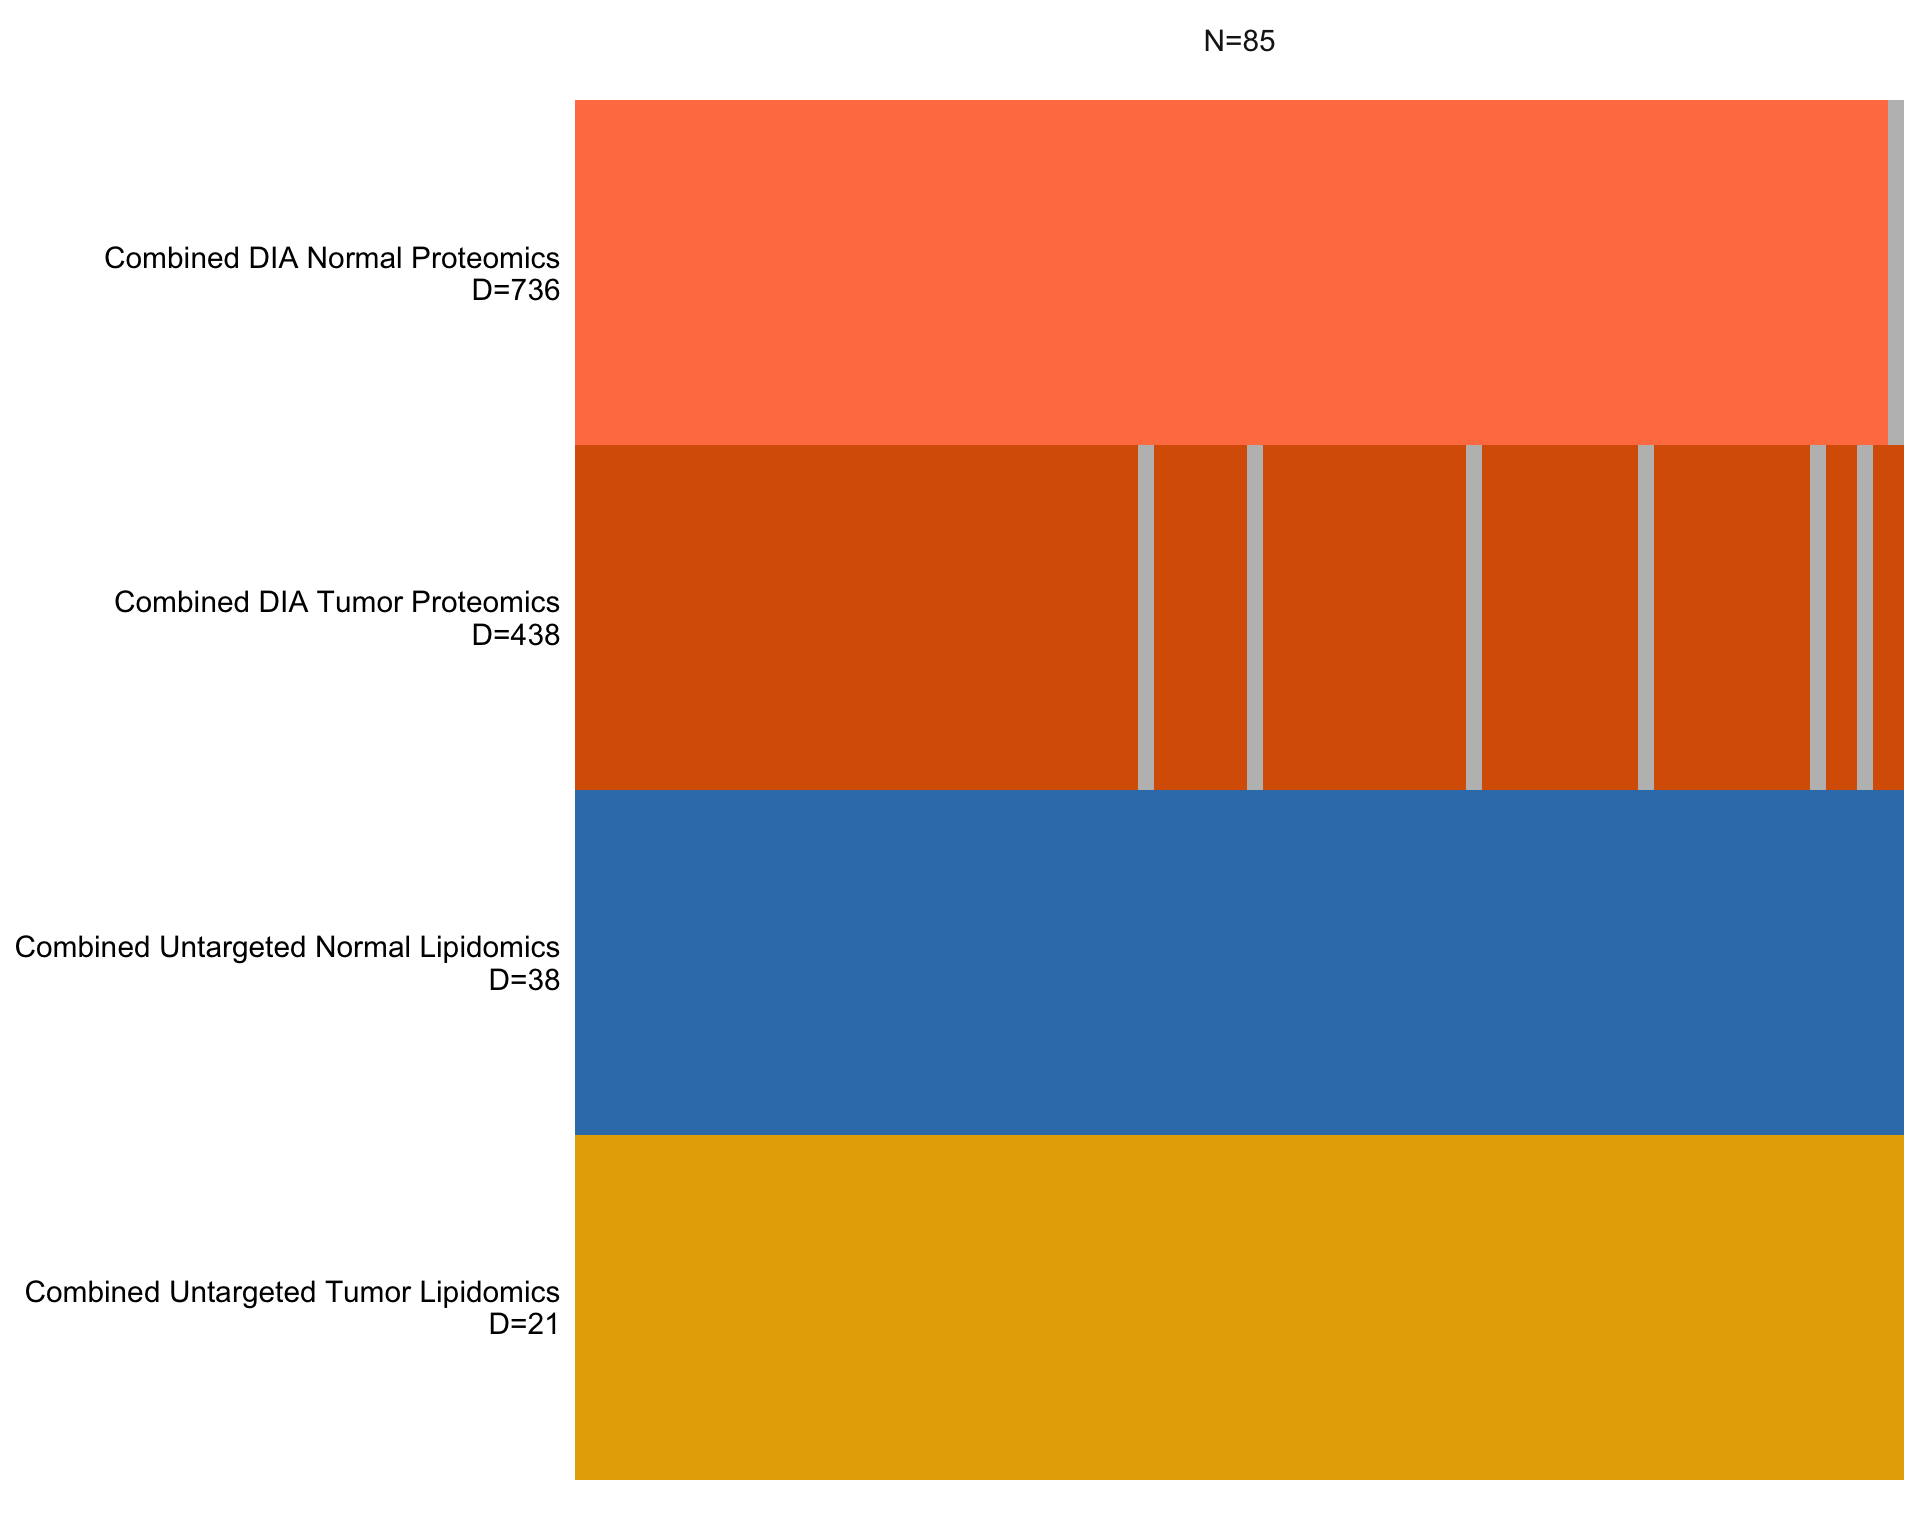 N=85
Combined DIA Normal Proteomics
D=736
Combined DIA Tumor Proteomics
D=438
Combined Untargeted Normal Lipidomics
D=38
Combined Untargeted Tumor Lipidomics
D=21